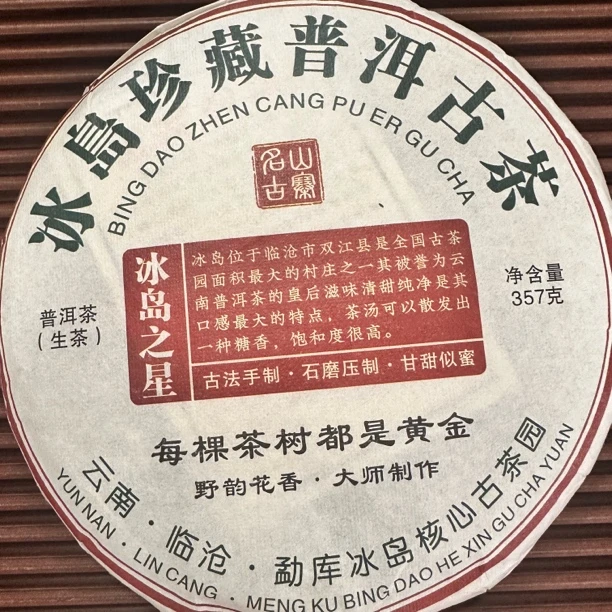 冰島珍藏普洱古茶
BING DAO ZHEN CANG PU ER GU CHA
名山古寨
冰岛之星
冰岛位于临沧市双江县是全国古茶
园面积最大的村庄之一其被誉为云
南普洱茶的皇后滋味清甜纯净是其
口感最大的特点，茶汤可以散发出
一种糖香，饱和度很高。
古法手制·石磨压制·甘甜似蜜
普洱茶
(生茶)
净含量
357克
每棵茶树都是黄金
野韵花香·大师制作
云南·临沧·勐库冰岛核心古茶园
YUNNAN·LIN CANG·MENG KU BING DAO HE XIN GU CHA YUAN